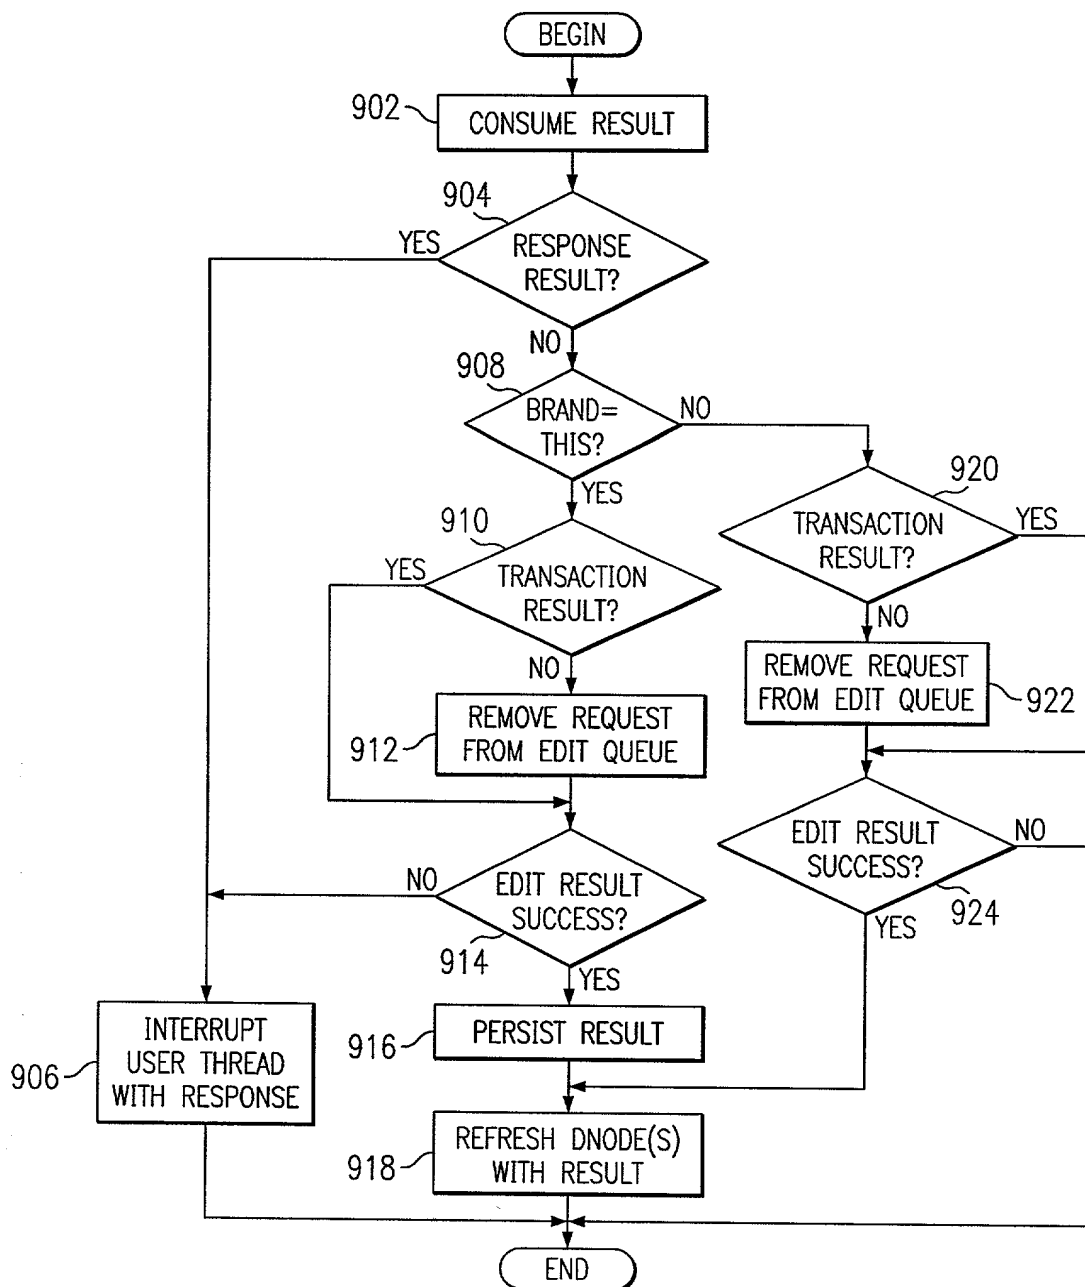 BEGIN
902
CONSUME RESULT
904
YES
RESPONSE
RESULT?
NO
908
BRAND=
THIS?
NO
YES
920
TRANSACTION
RESULT?
YES
NO
910
YES
TRANSACTION
RESULT?
NO
REMOVE REQUEST
FROM EDIT QUEUE
922
912
REMOVE REQUEST
FROM EDIT QUEUE
EDIT RESULT
SUCCESS?
NO
924
YES
NO
EDIT RESULT
SUCCESS?
914
YES
916
PERSIST RESULT
906
INTERRUPT
USER THREAD
WITH RESPONSE
918
REFRESH DNODE(S)
WITH RESULT
END